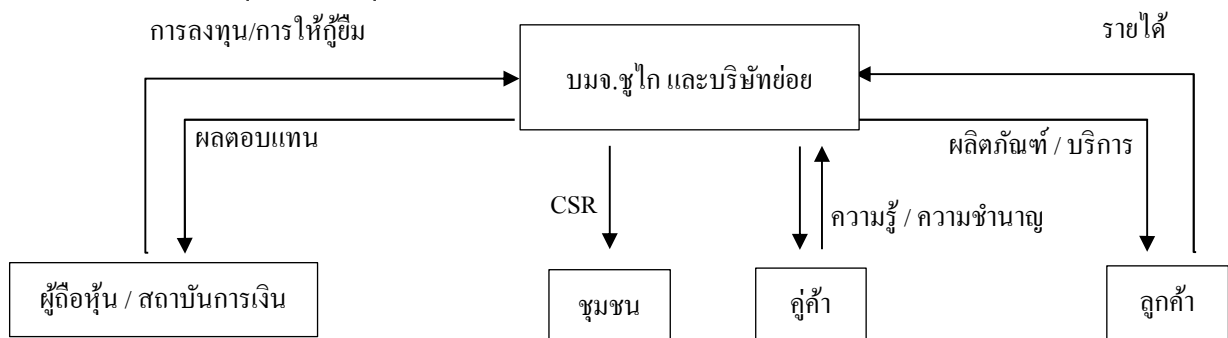 การลงทุน/การให้กู้ยืม
รายได้
บมจ.ชูไก และบริษัทย่อย
ผลตอบแทน
ผลิตภัณฑ์ / บริการ
CSR
ความรู้ / ความชำนาญ
ผู้ถือหุ้น / สถาบันการเงิน
ชุมชน
คู่ค้า
ลูกค้า